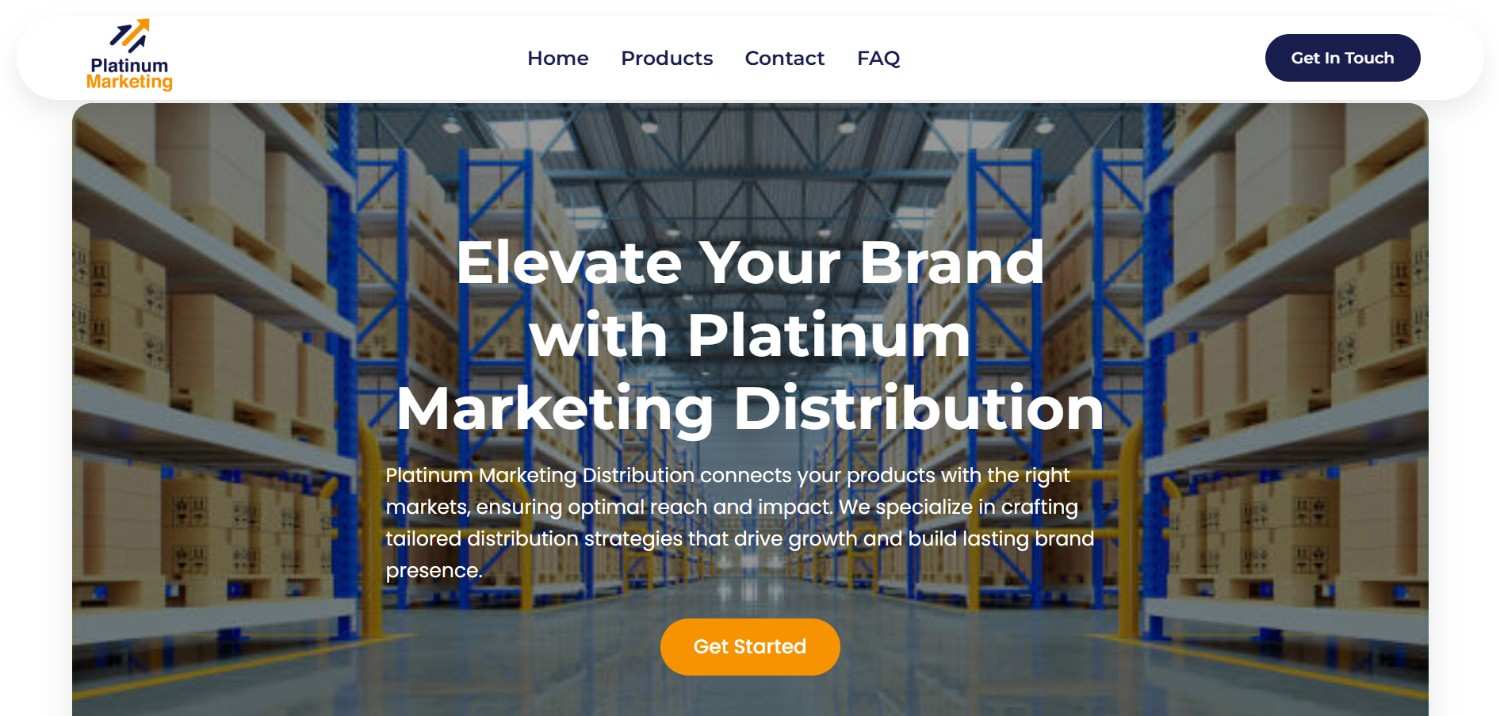 Platinum
Marketing
Home Products Contact FAQ
Get In Touch
Elevate Your Brand
with Platinum
Marketing Distribution
Platinum Marketing Distribution connects your products with the right
markets, ensuring optimal reach and impact. We specialize in crafting
tailored distribution strategies that drive growth and build lasting brand
presence.
Get Started